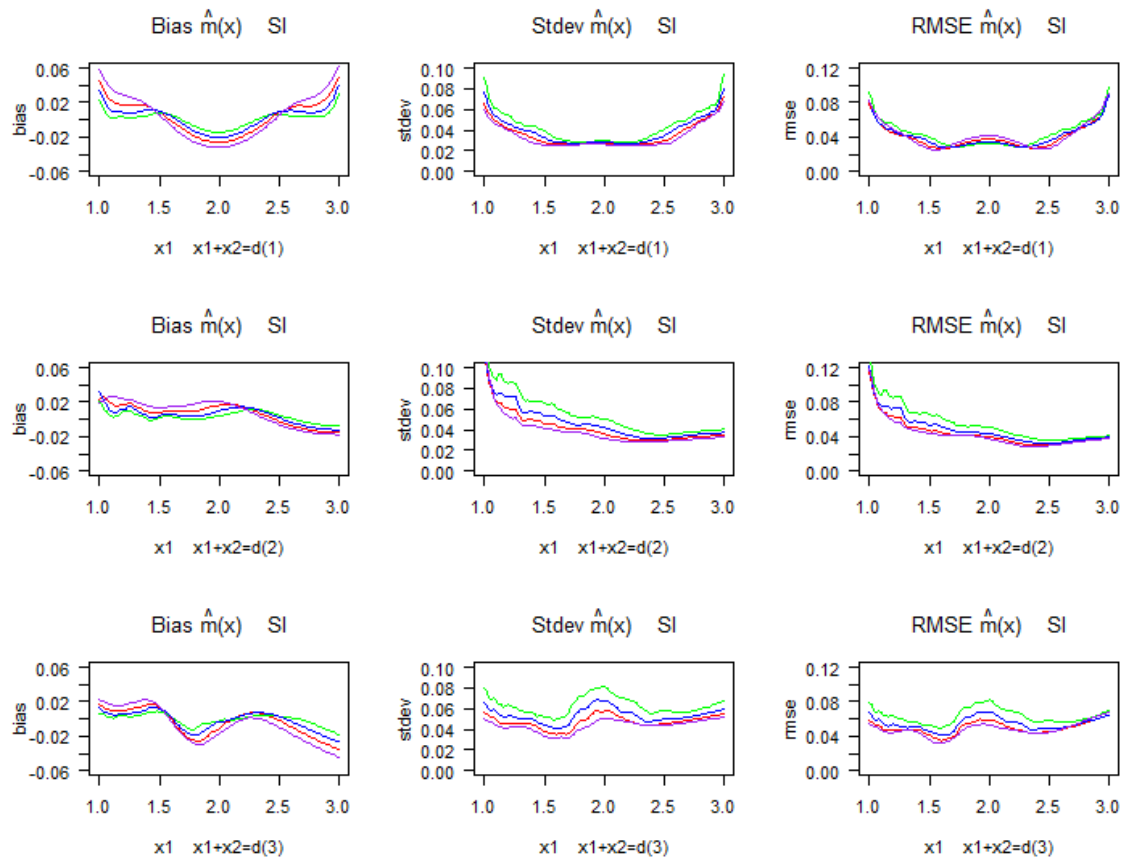 Bias m̂(x) SI
Stdev m̂(x) SI
RMSE m̂(x) SI
bias
0.06
0.02
-0.02
-0.06
1.0 1.5 2.0 2.5 3.0
x1 x1+x2=d(1)
stdev
0.10
0.08
0.06
0.04
0.02
0.00
1.0 1.5 2.0 2.5 3.0
x1 x1+x2=d(1)
rmse
0.12
0.08
0.04
0.00
1.0 1.5 2.0 2.5 3.0
x1 x1+x2=d(1)
Bias m̂(x) SI
Stdev m̂(x) SI
RMSE m̂(x) SI
bias
0.06
0.02
-0.02
-0.06
1.0 1.5 2.0 2.5 3.0
x1 x1+x2=d(2)
stdev
0.10
0.08
0.06
0.04
0.02
0.00
1.0 1.5 2.0 2.5 3.0
x1 x1+x2=d(2)
rmse
0.12
0.08
0.04
0.00
1.0 1.5 2.0 2.5 3.0
x1 x1+x2=d(2)
Bias m̂(x) SI
Stdev m̂(x) SI
RMSE m̂(x) SI
bias
0.06
0.02
-0.02
-0.06
1.0 1.5 2.0 2.5 3.0
x1 x1+x2=d(3)
stdev
0.10
0.08
0.06
0.04
0.02
0.00
1.0 1.5 2.0 2.5 3.0
x1 x1+x2=d(3)
rmse
0.12
0.08
0.04
0.00
1.0 1.5 2.0 2.5 3.0
x1 x1+x2=d(3)